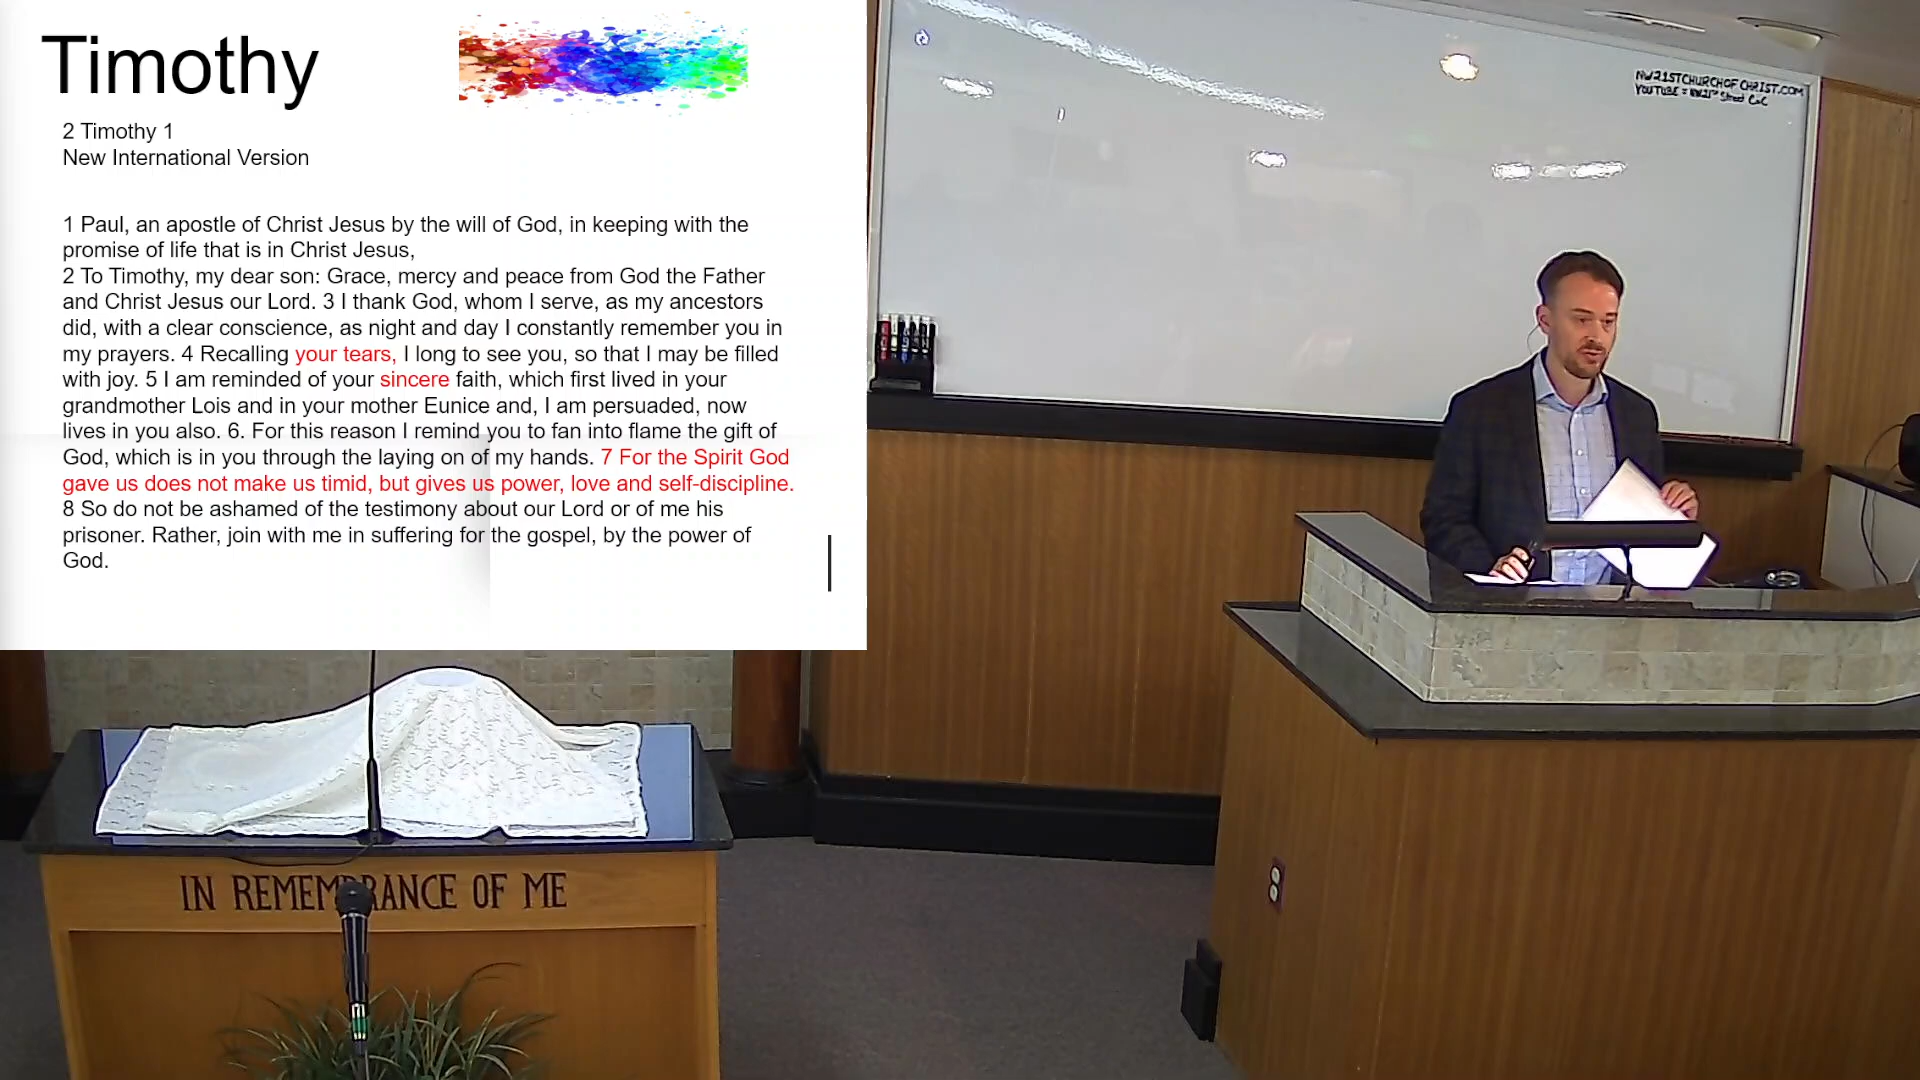 Timothy
2 Timothy 1
New International Version
1 Paul, an apostle of Christ Jesus by the will of God, in keeping with the
promise of life that is in Christ Jesus,
2 To Timothy, my dear son: Grace, mercy and peace from God the Father
and Christ Jesus our Lord. 3 I thank God, whom I serve, as my ancestors
did, with a clear conscience, as night and day I constantly remember you in
my prayers. 4 Recalling your tears, I long to see you, so that I may be filled
with joy. 5 I am reminded of your sincere faith, which first lived in your
grandmother Lois and in your mother Eunice and, I am persuaded, now
lives in you also. 6. For this reason I remind you to fan into flame the gift of
God, which is in you through the laying on of my hands. 7 For the Spirit God
gave us does not make us timid, but gives us power, love and self-discipline.
8 So do not be ashamed of the testimony about our Lord or of me his
prisoner. Rather, join with me in suffering for the gospel, by the power of
God.
NW21STCHURCHOFCHRIST.COM
YOUTUBE = NW21st Street CoC
IN REMEMBRANCE OF ME